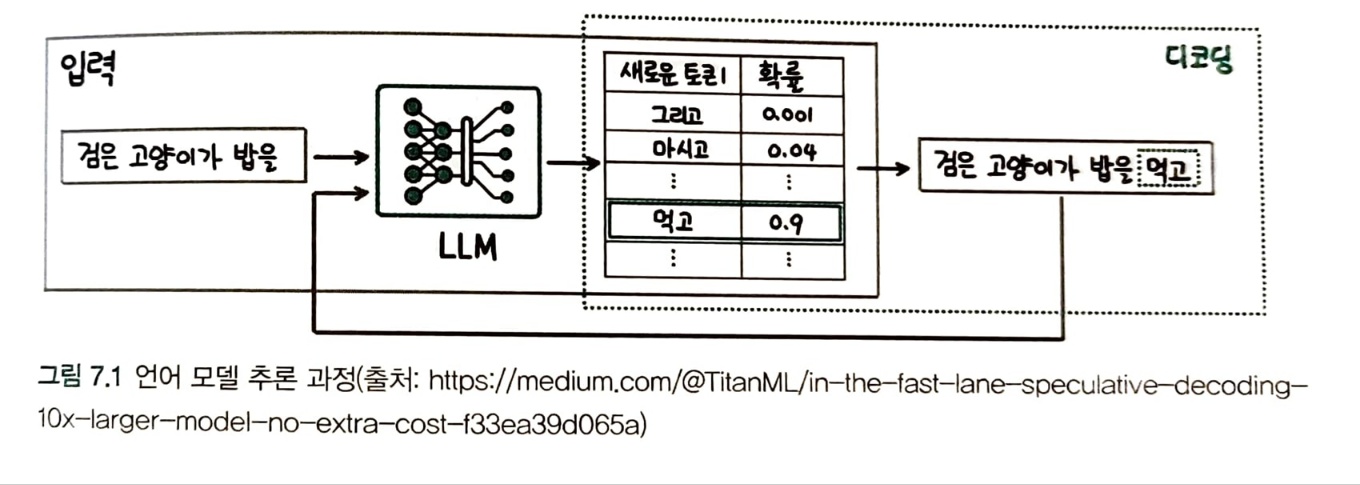 입력
디코딩
검은 고양이가 밥을
LLM
새로운 토큰 확률
그리고 0.001
마시고 0.04
⋮ ⋮
먹고 0.9
⋮ ⋮
검은 고양이가 밥을 먹고
그림 7.1 언어 모델 추론 과정(출처: https://medium.com/@TitanML/in-the-fast-lane-speculative-decoding-
10x-larger-model-no-extra-cost-f33ea39d065a)